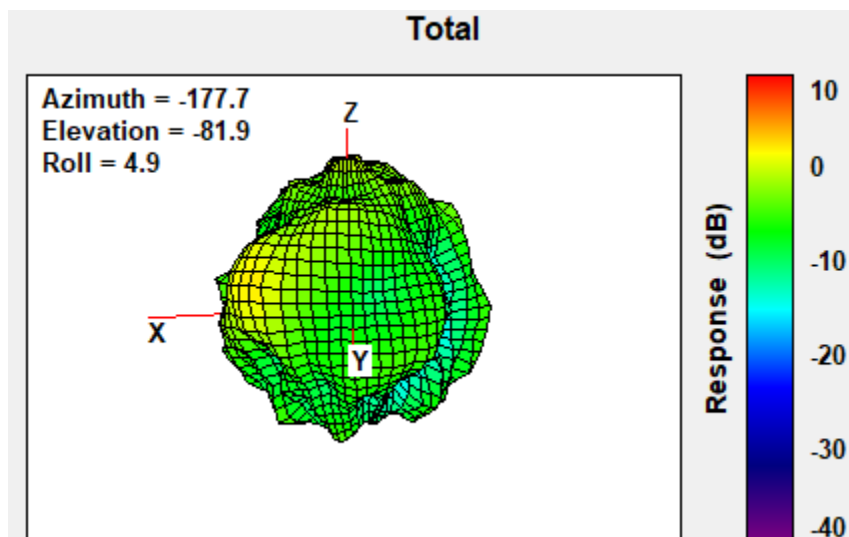 Total
Azimuth = -177.7
Elevation = -81.9
Roll = 4.9
Z
X
Y
10
0
-10
-20
-30
-40
Response (dB)